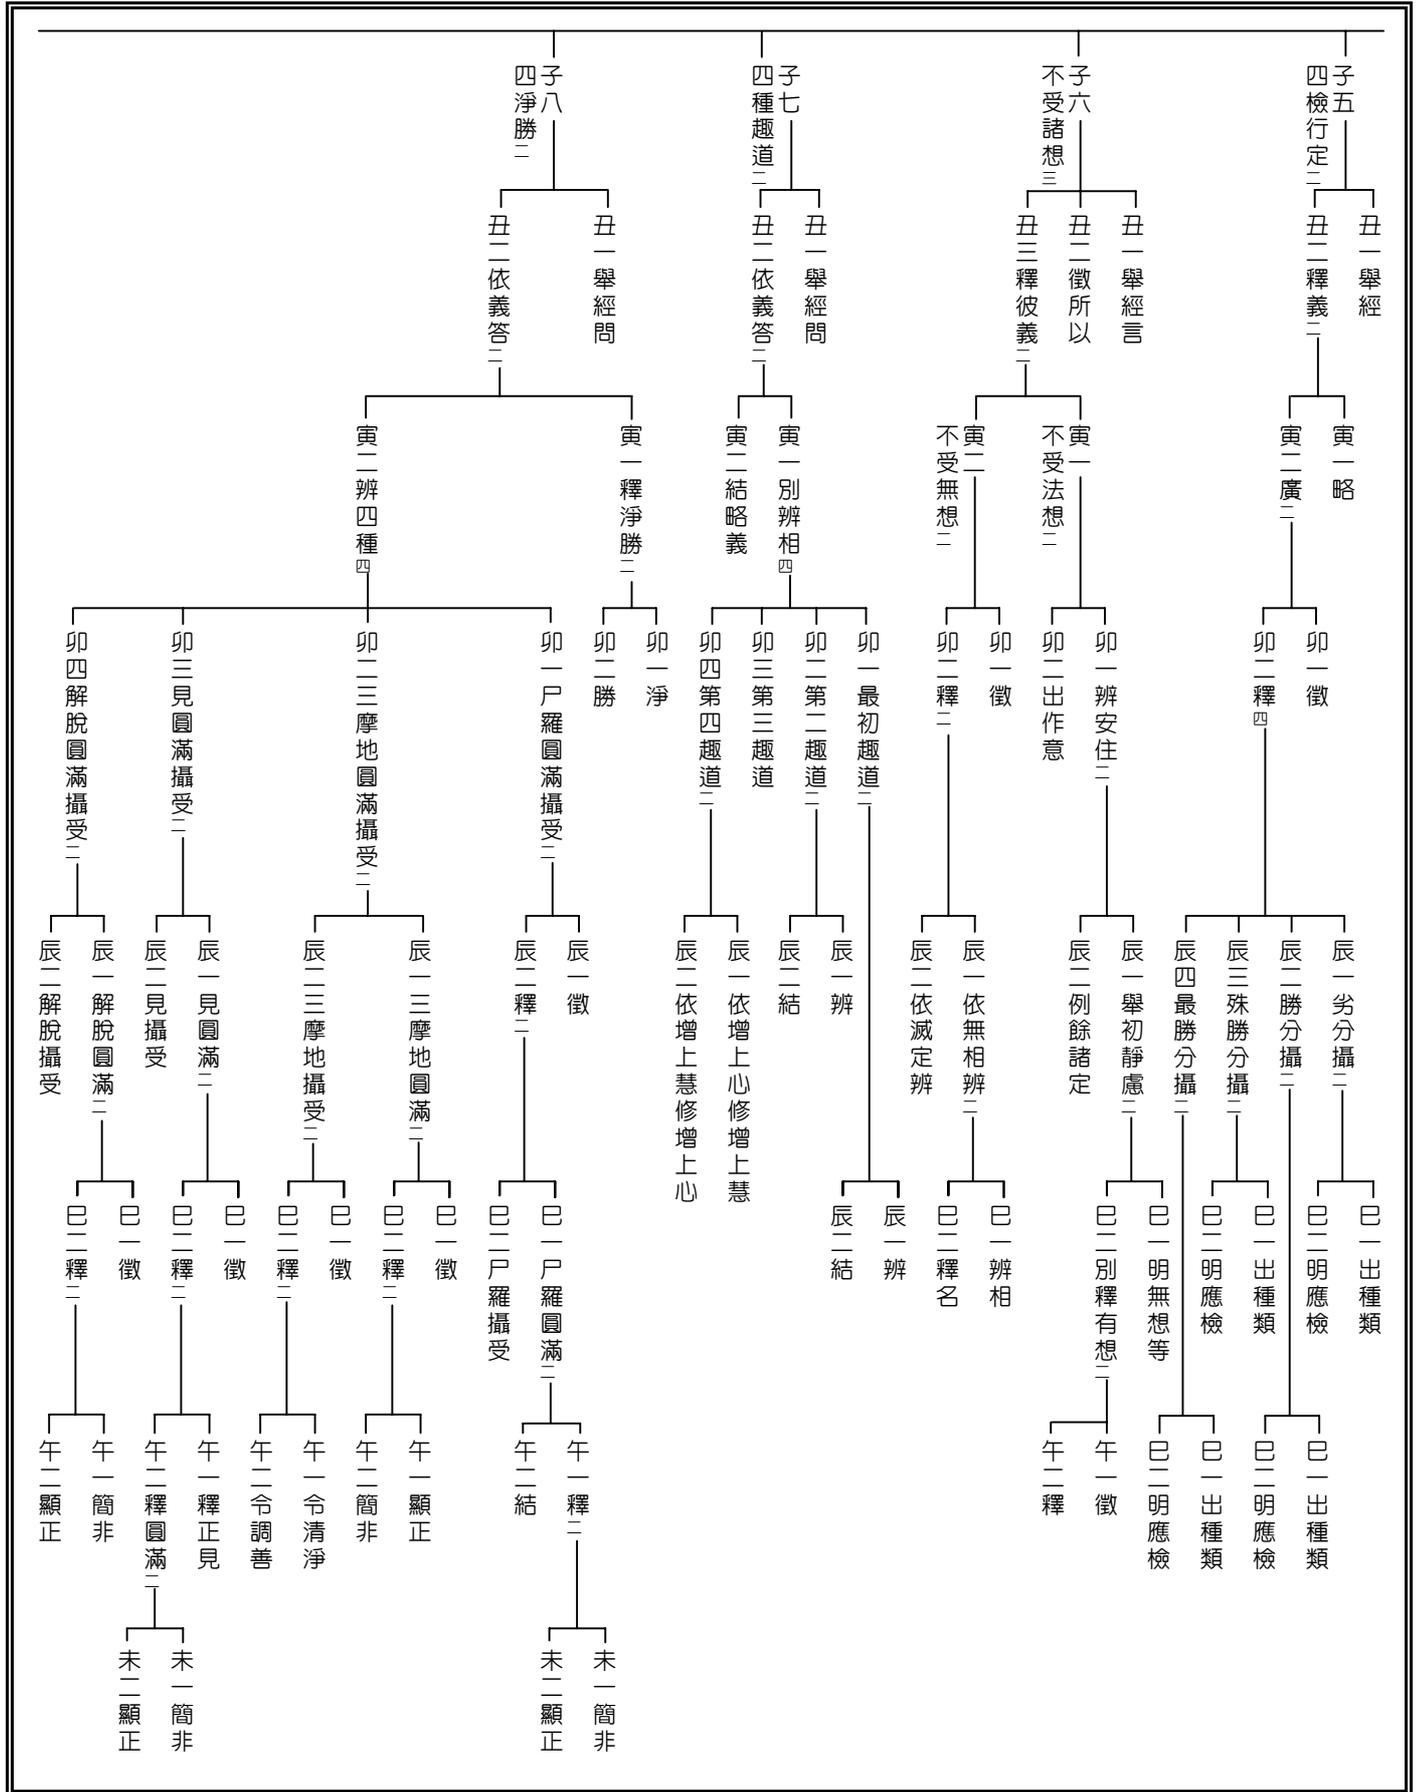 子五
四檢行定二
子六
不受諸想三
子七
四種趣道二
子八
四淨勝二
丑一舉經
丑二釋義二
丑一舉經言
丑二徵所以
丑三釋彼義二
丑一舉經問
丑二依義答二
丑一舉經問
丑二依義答二
寅一略
寅二廣二
寅一
不受法想二
寅二
不受無想二
寅一別辨相四
寅二結略義
寅一釋淨勝二
寅二辨四種四
卯一徵
卯二釋四
卯一辨安住二
卯二出作意
卯一徵
卯二釋二
卯一最初趣道二
卯二第二趣道二
卯三第三趣道
卯四第四趣道二
卯一淨
卯二勝
卯一尸羅圓滿攝受二
卯二三摩地圓滿攝受二
卯三見圓滿攝受二
卯四解脫圓滿攝受二
辰一劣分攝二
辰二勝分攝二
辰三殊勝分攝二
辰四最勝分攝二
辰一舉初靜慮二
辰二例餘諸定
辰一依無相辨二
辰二依滅定辨
辰一辨
辰二結
辰一依增上心修增上慧
辰二依增上慧修增上心
辰一徵
辰二釋二
辰一三摩地圓滿二
辰二三摩地攝受二
辰一見圓滿二
辰二見攝受
辰一解脫圓滿二
辰二解脫攝受
巳一出種類
巳二明應檢
巳一出種類
巳二明應檢
巳一明無想等
巳二別釋有想二
巳一辨相
巳二釋名
辰一辨
辰二結
巳一尸羅圓滿二
巳二尸羅攝受
巳一徵
巳二釋二
巳一徵
巳二釋二
巳一徵
巳二釋二
巳一徵
巳二釋二
巳一出種類
巳二明應檢
巳一出種類
巳二明應檢
午一徵
午二釋
午一釋二
午二結
午一顯正
午二簡非
午一令清淨
午二令調善
午一釋正見
午二釋圓滿二
午一簡非
午二顯正
未一簡非
未二顯正
未一簡非
未二顯正